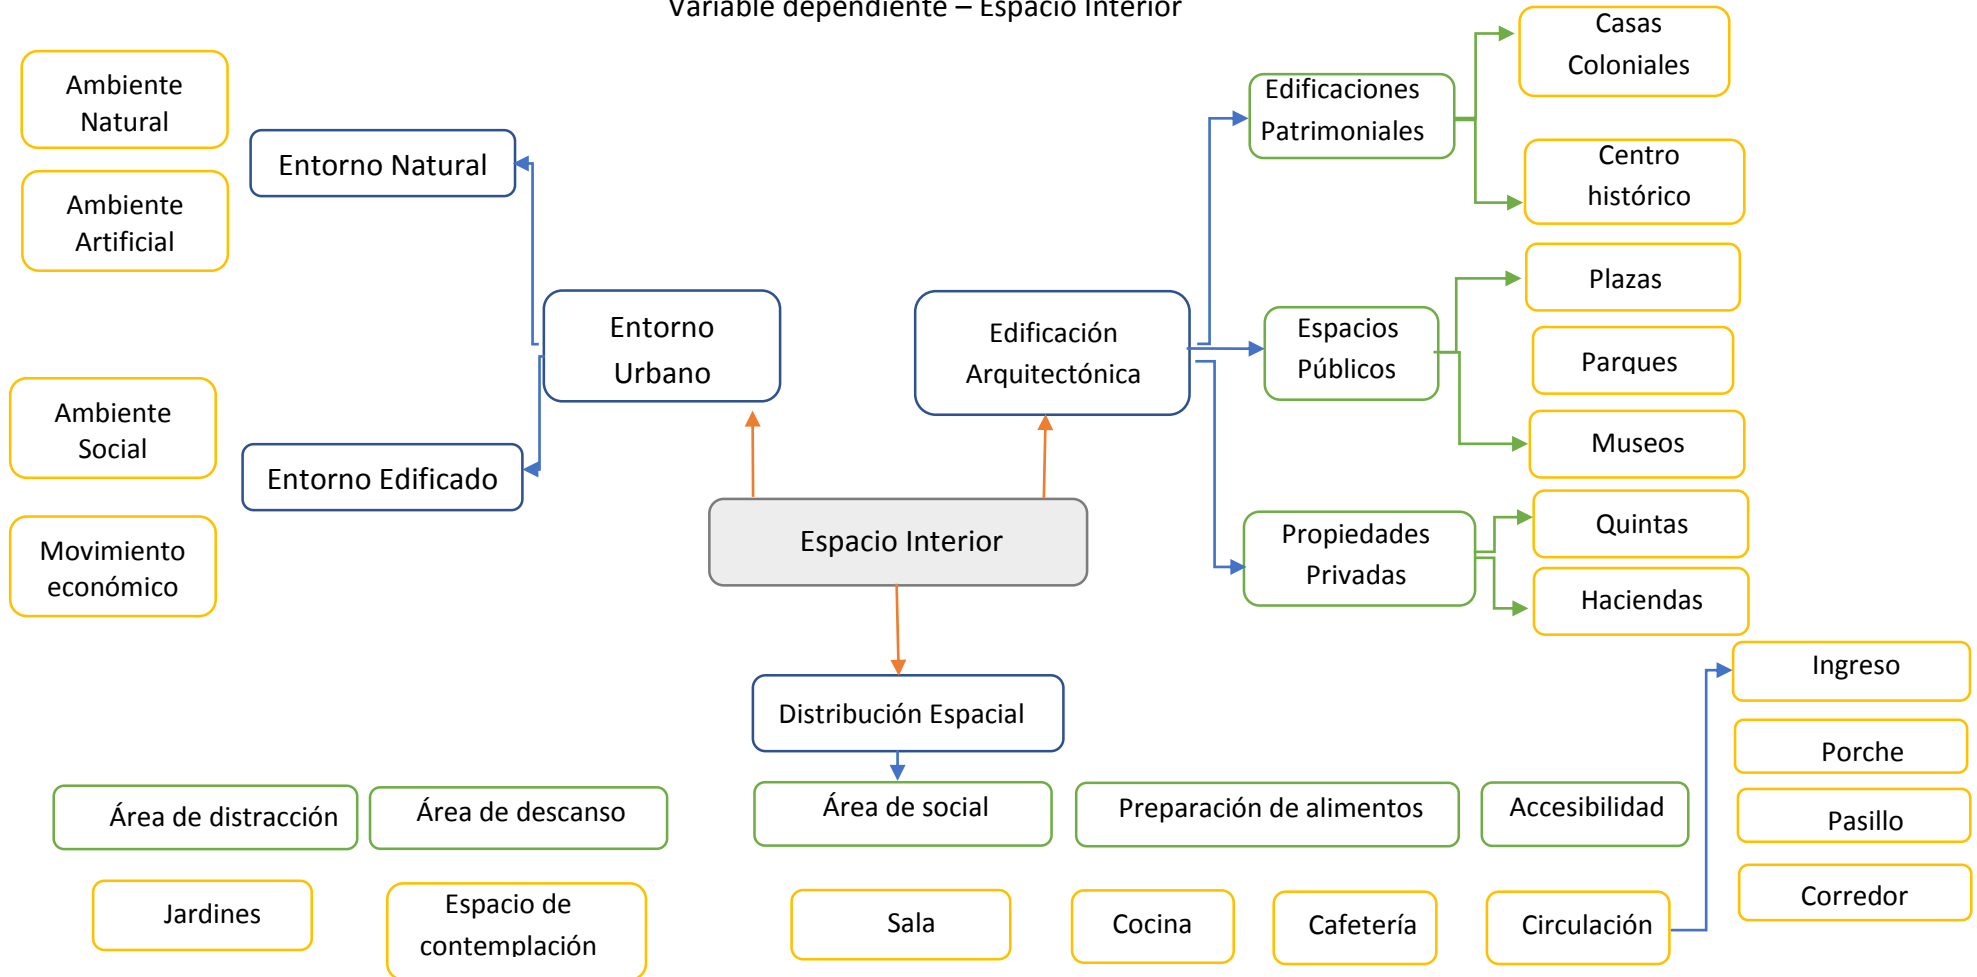 Variable dependiente – Espacio Interior
Ambiente
Natural
Ambiente
Artificial
Entorno Natural
Ambiente
Social
Movimiento
económico
Entorno Edificado
Entorno
Urbano
Edificación
Arquitectónica
Edificaciones
Patrimoniales
Casas
Coloniales
Centro
histórico
Espacios
Públicos
Plazas
Parques
Museos
Propiedades
Privadas
Quintas
Haciendas
Espacio Interior
Distribución Espacial
Área de distracción
Área de descanso
Área de social
Preparación de alimentos
Accesibilidad
Jardines
Espacio de
contemplación
Sala
Cocina
Cafetería
Circulación
Ingreso
Porche
Pasillo
Corredor